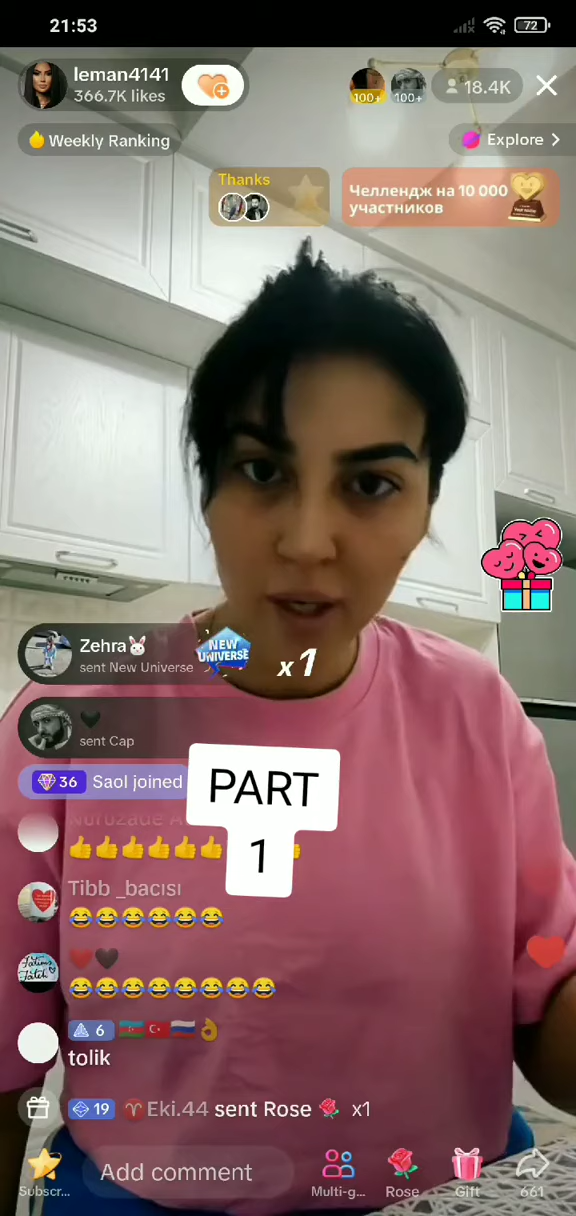 21:53
72
leman4141
366.7K likes
100+
100+
18.4K
Weekly Ranking
Explore
Thanks
Челлендж на 10 000
участников
Zehra
sent New Universe
NEW
UNIVERSE
x1
sent Cap
36
Saol joined
PART
1
Tibb _bacısı
6
tolik
19
Eki.44 sent Rose
x1
Subscr...
Add comment
Multi-g...
Rose
Gift
661